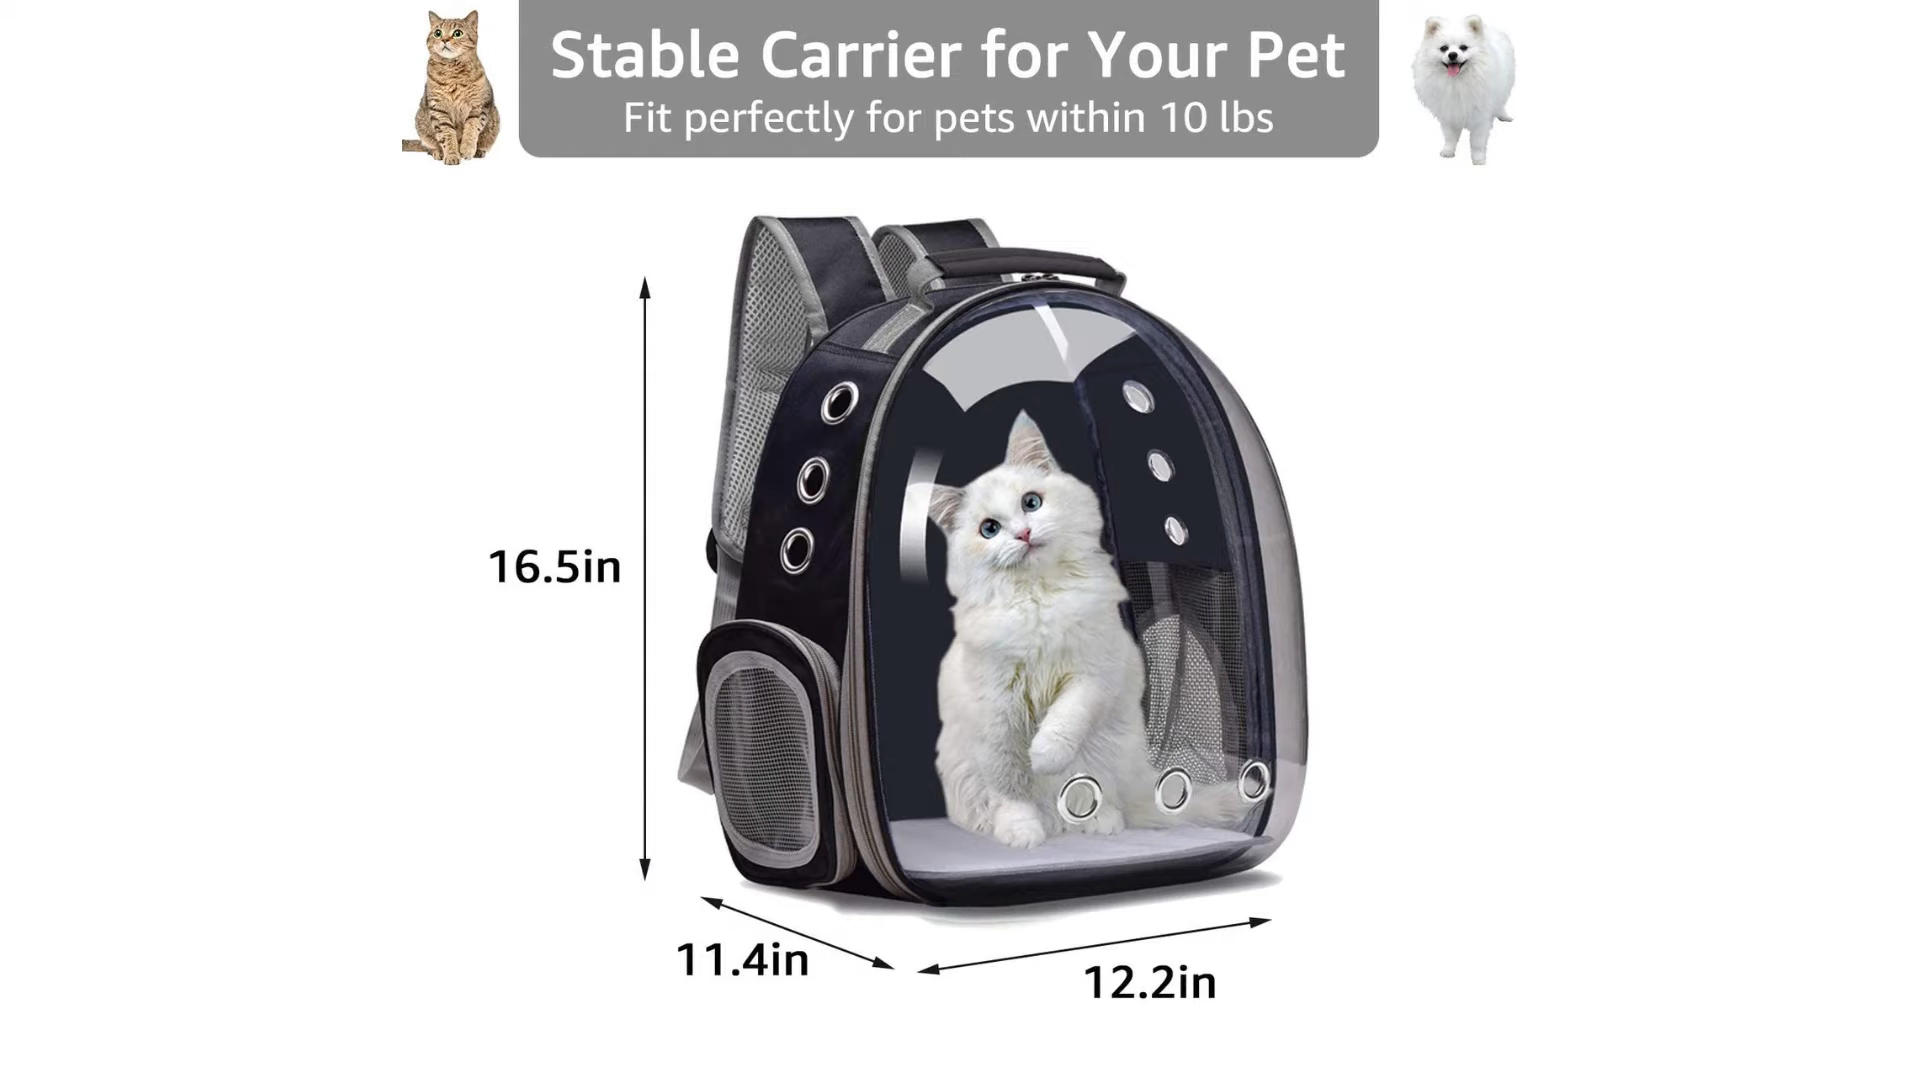 Stable Carrier for Your Pet
Fit perfectly for pets within 10 lbs
16.5in
11.4in
12.2in